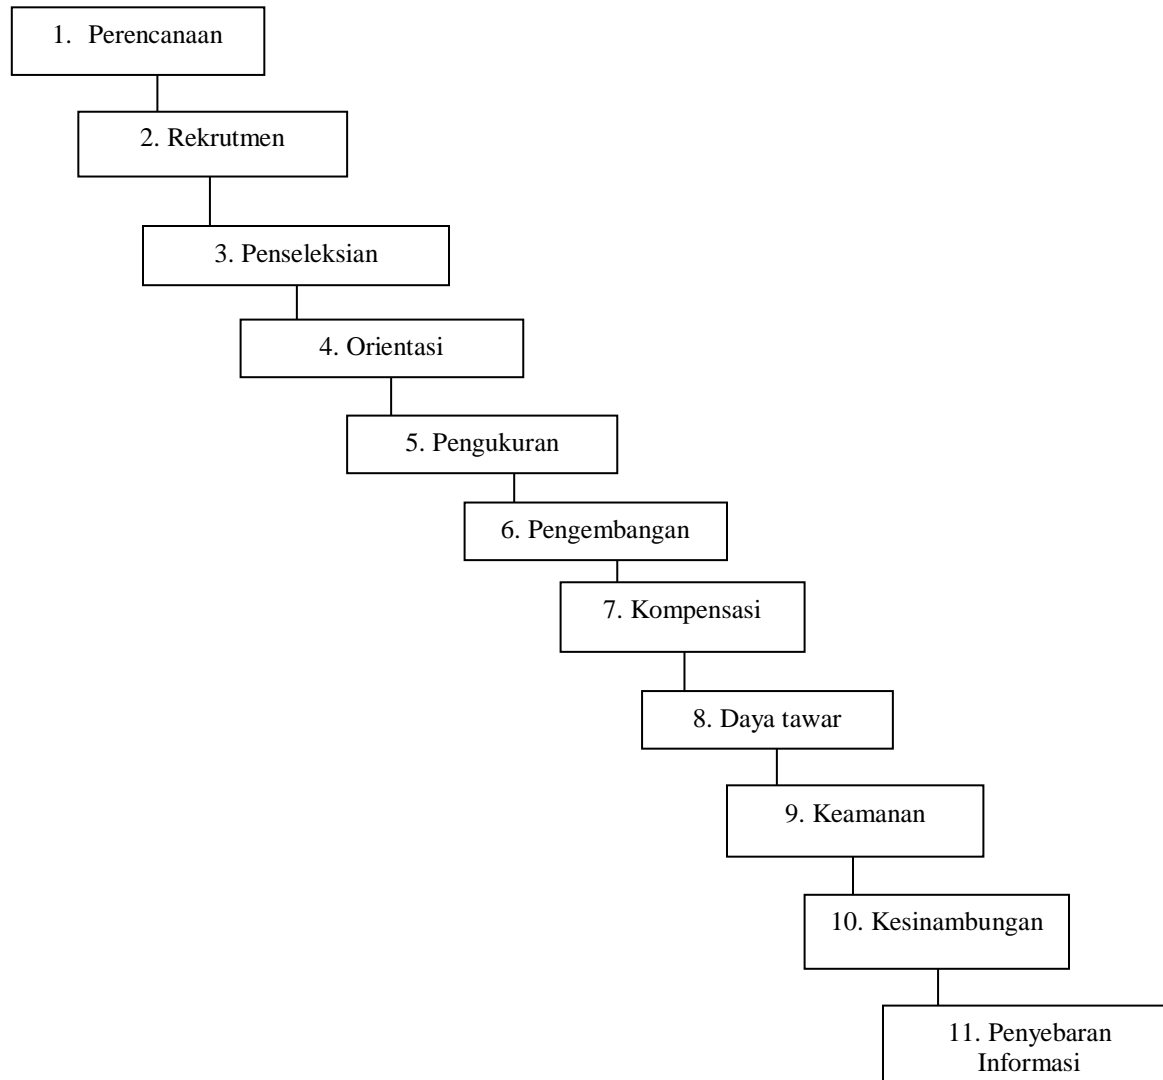 1. Perencanaan
2. Rekrutmen
3. Penseleksian
4. Orientasi
5. Pengukuran
6. Pengembangan
7. Kompensasi
8. Daya tawar
9. Keamanan
10. Kesinambungan
11. Penyebaran
Informasi